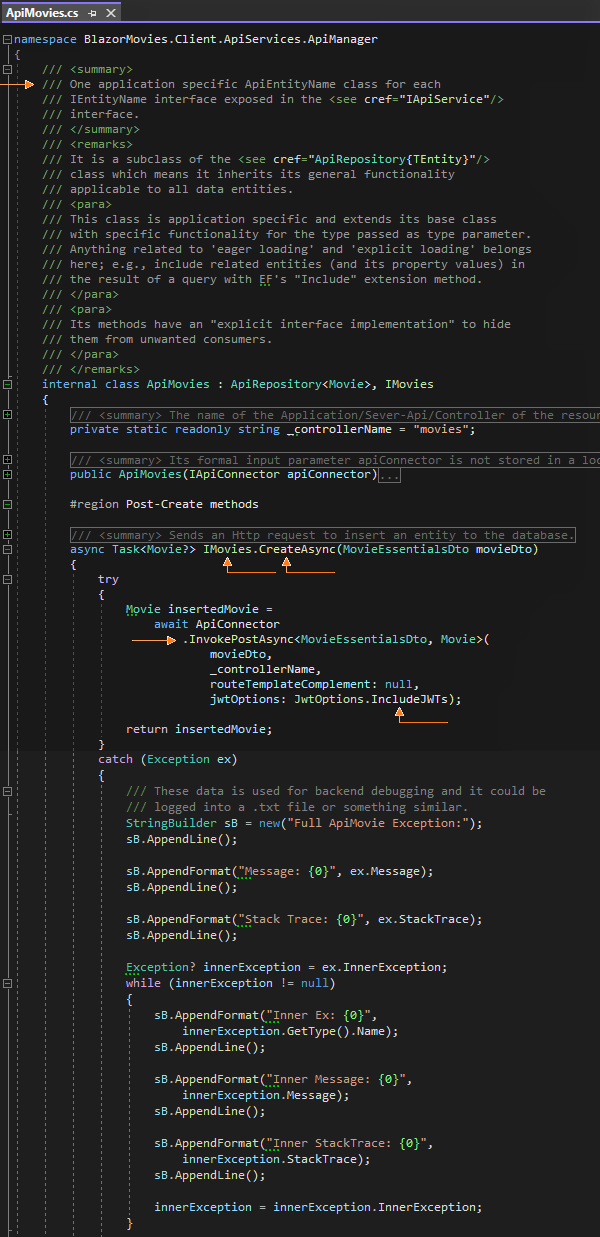 ApiMovies.cs
namespace BlazorMovies.Client.ApiServices.ApiManager
{
/// <summary>
/// One application specific ApiEntityName class for each
/// IEntityName interface exposed in the <see cref="IApiService"/>
/// interface.
/// </summary>
/// <remarks>
/// It is a subclass of the <see cref="ApiRepository{TEntity}"/>
/// class which means it inherits its general functionality
/// applicable to all data entities.
/// <para>
/// This class is application specific and extends its base class
/// with specific functionality for the type passed as type parameter.
/// Anything related to 'eager loading' and 'explicit loading' belongs
/// here; e.g., include related entities (and its property values) in
/// the result of a query with EF's "Include" extension method.
/// </para>
/// <para>
/// Its methods have an "explicit interface implementation" to hide
/// them from unwanted consumers.
/// </para>
/// </remarks>
internal class ApiMovies : ApiRepository<Movie>, IMovies
{
/// <summary> The name of the Application/Sever-Api/Controller of the resou
private static readonly string _controllerName = "movies";
/// <summary> Its formal input parameter apiConnector is not stored in a loc
public ApiMovies(IApiConnector apiConnector)...
#region Post-Create methods
/// <summary> Sends an Http request to insert an entity to the database.
async Task<Movie?> IMovies.CreateAsync(MovieEssentialsDto movieDto)
{
try
{
Movie insertedMovie =
await ApiConnector
.InvokePostAsync<MovieEssentialsDto, Movie>(
movieDto,
_controllerName,
routeTemplateComplement: null,
jwtOptions: JwtOptions.IncludeJWTs);
return insertedMovie;
}
catch (Exception ex)
{
/// These data is used for backend debugging and it could be
/// logged into a .txt file or something similar.
StringBuilder sB = new("Full ApiMovie Exception:");
sB.AppendLine();
sB.AppendFormat("Message: {0}", ex.Message);
sB.AppendLine();
sB.AppendFormat("Stack Trace: {0}", ex.StackTrace);
sB.AppendLine();
Exception? innerException = ex.InnerException;
while (innerException != null)
{
sB.AppendFormat("Inner Ex: {0}",
innerException.GetType().Name);
sB.AppendLine();
sB.AppendFormat("Inner Message: {0}",
innerException.Message);
sB.AppendLine();
sB.AppendFormat("Inner StackTrace: {0}",
innerException.StackTrace);
sB.AppendLine();
innerException = innerException.InnerException;
}